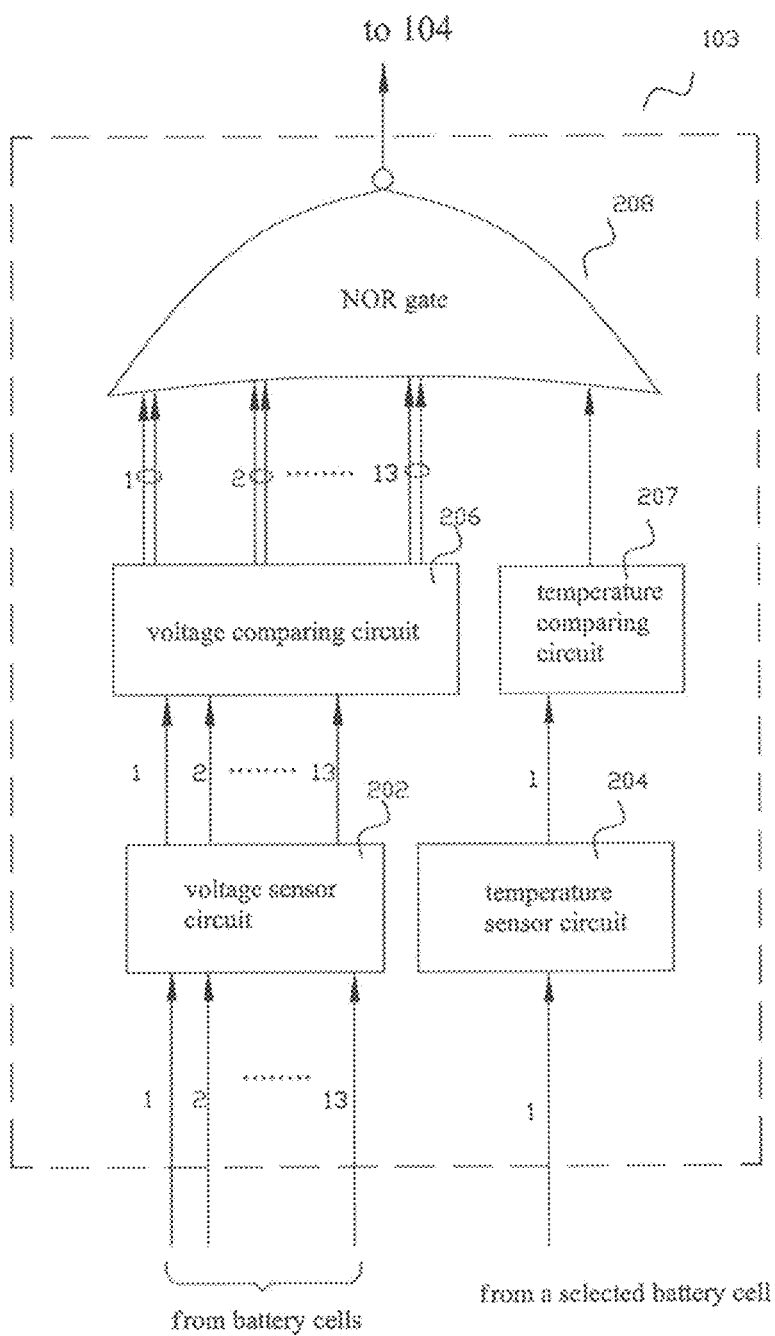 to 104
103
208
NOR gate
1
2
........
13
206
207
voltage comparing circuit
temperature
comparing
circuit
1
2
........
13
1
202
204
voltage sensor
circuit
temperature
sensor circuit
1
2
........
13
1
from battery cells
from a selected battery cell